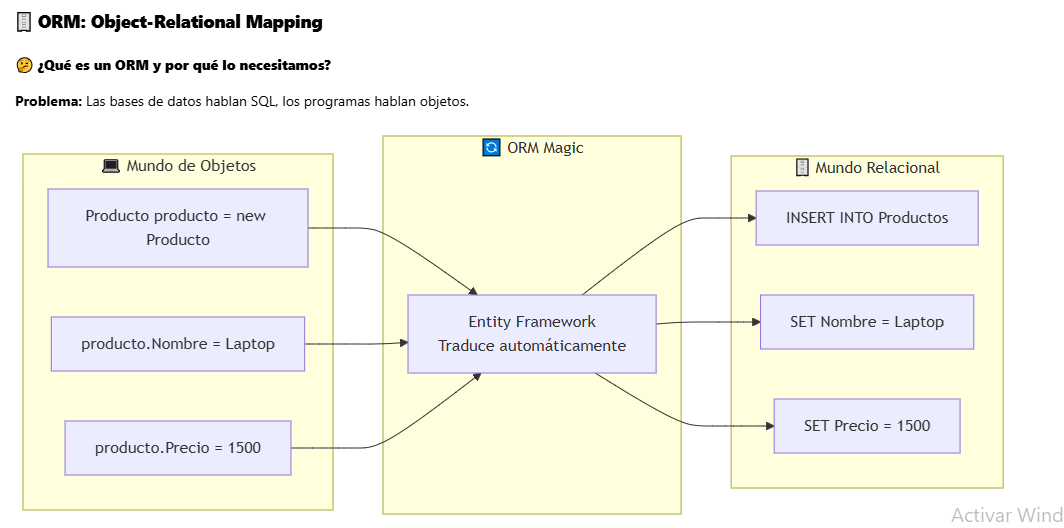 🗄️ ORM: Object-Relational Mapping
🤔 ¿Qué es un ORM y por qué lo necesitamos?
Problema: Las bases de datos hablan SQL, los programas hablan objetos.
💻 Mundo de Objetos
Producto producto = new
Producto
producto.Nombre = Laptop
producto.Precio = 1500
🔄 ORM Magic
Entity Framework
Traduce automáticamente
🗄️ Mundo Relacional
INSERT INTO Productos
SET Nombre = Laptop
SET Precio = 1500
Activar Wind